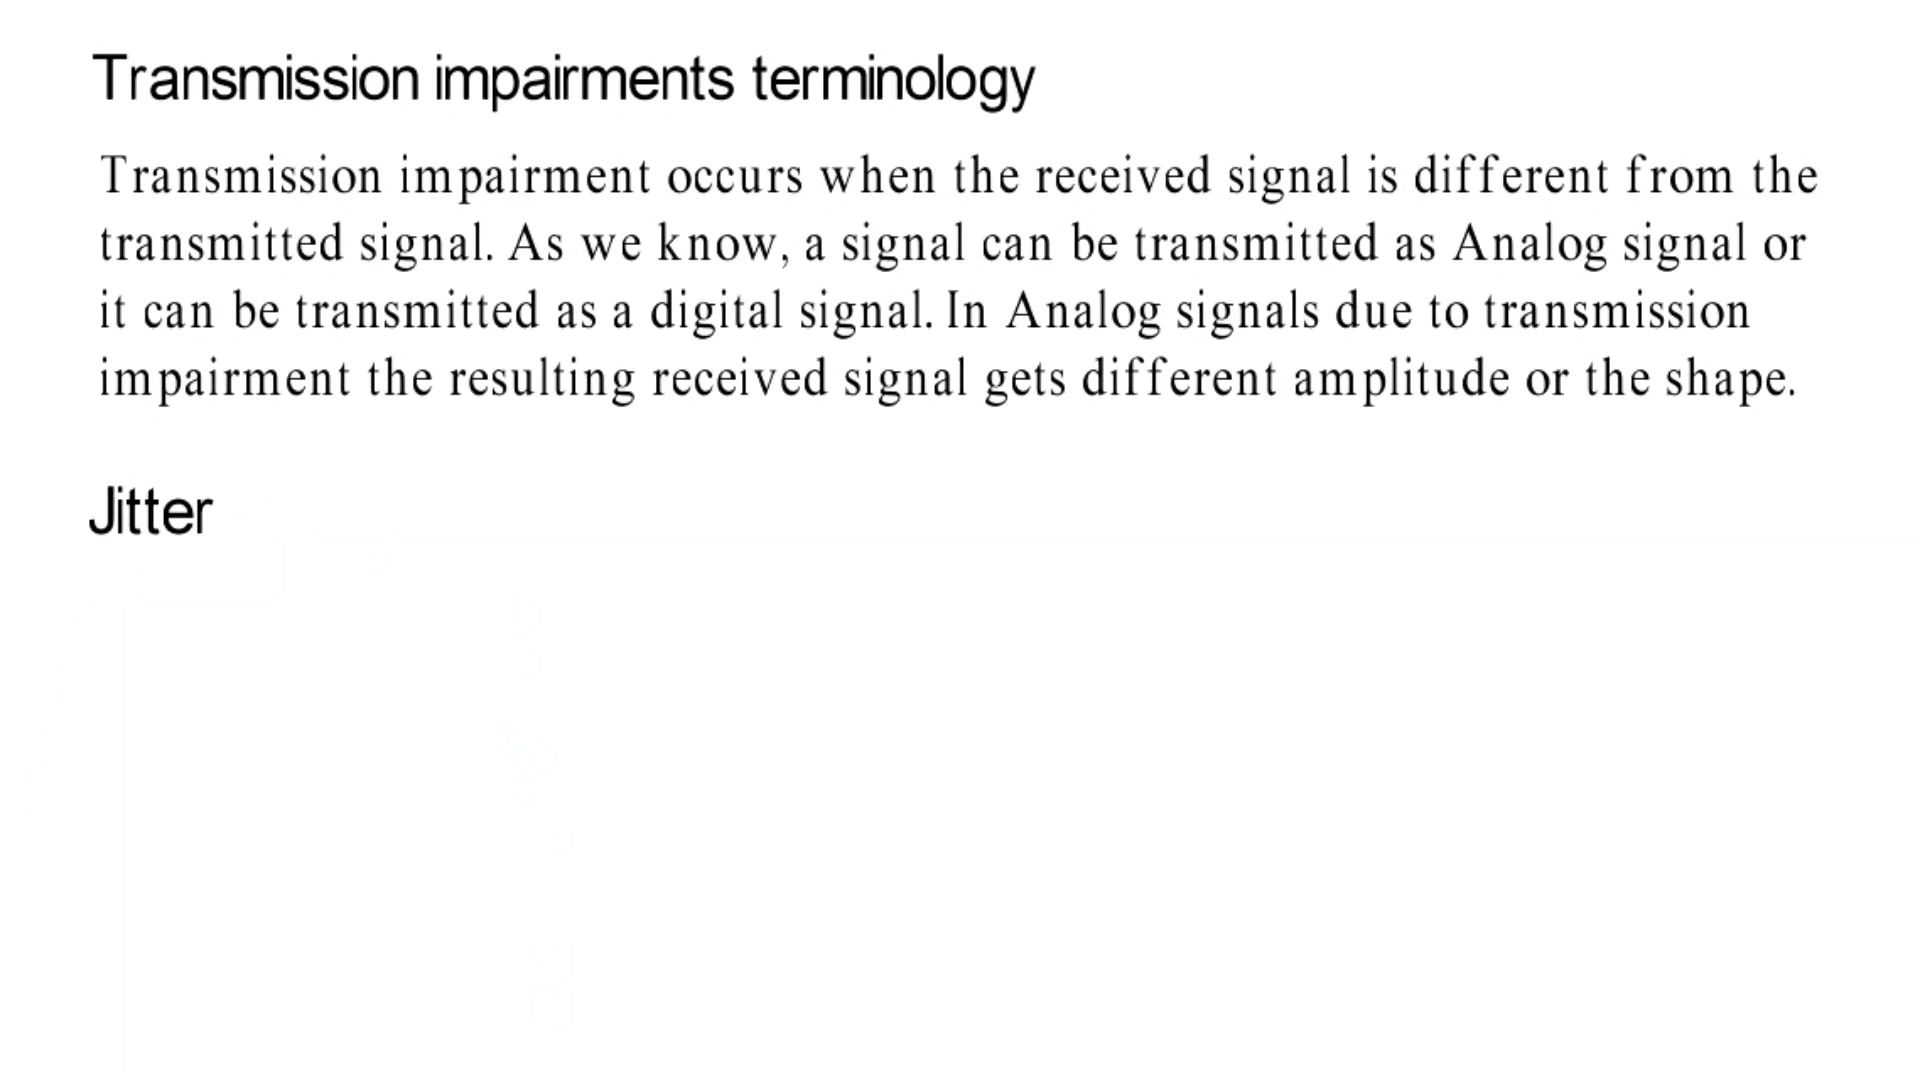 Transmission impairments terminology
Transmission impairment occurs when the received signal is different from the
transmitted signal. As we know, a signal can be transmitted as Analog signal or
it can be transmitted as a digital signal. In Analog signals due to transmission
impairment the resulting received signal gets different amplitude or the shape.
Jitter